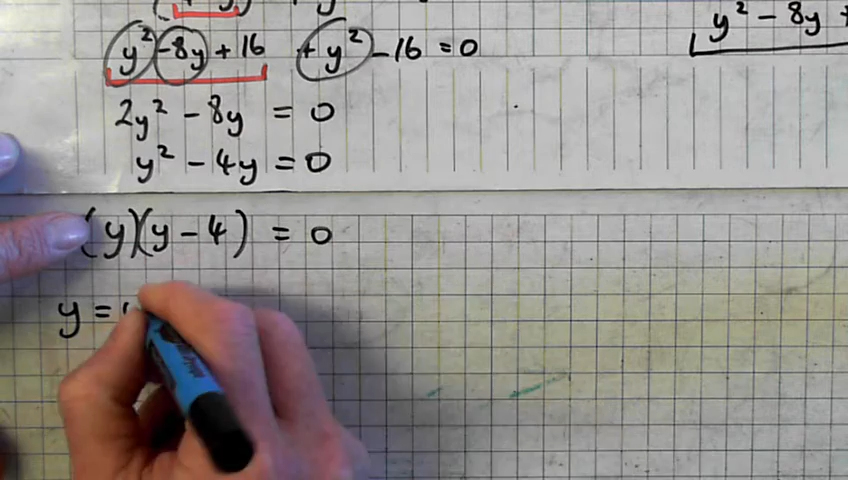 y² - 8y + 16 + y² - 16 = 0
y² - 8y +
2y² - 8y = 0
y² - 4y = 0
(y)(y - 4) = 0
y =